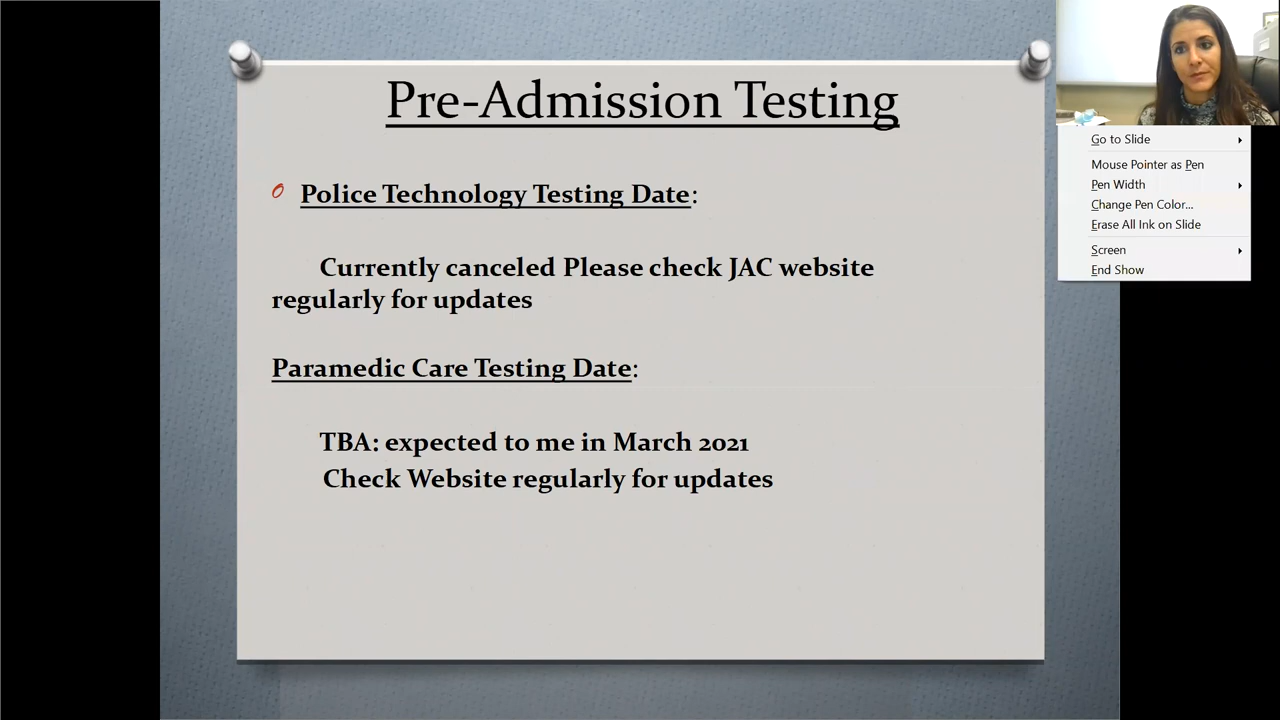 Pre-Admission Testing
Police Technology Testing Date:
Currently canceled Please check JAC website
regularly for updates
Paramedic Care Testing Date:
TBA: expected to me in March 2021
Check Website regularly for updates
Go to Slide
Mouse Pointer as Pen
Pen Width
Change Pen Color...
Erase All Ink on Slide
Screen
End Show